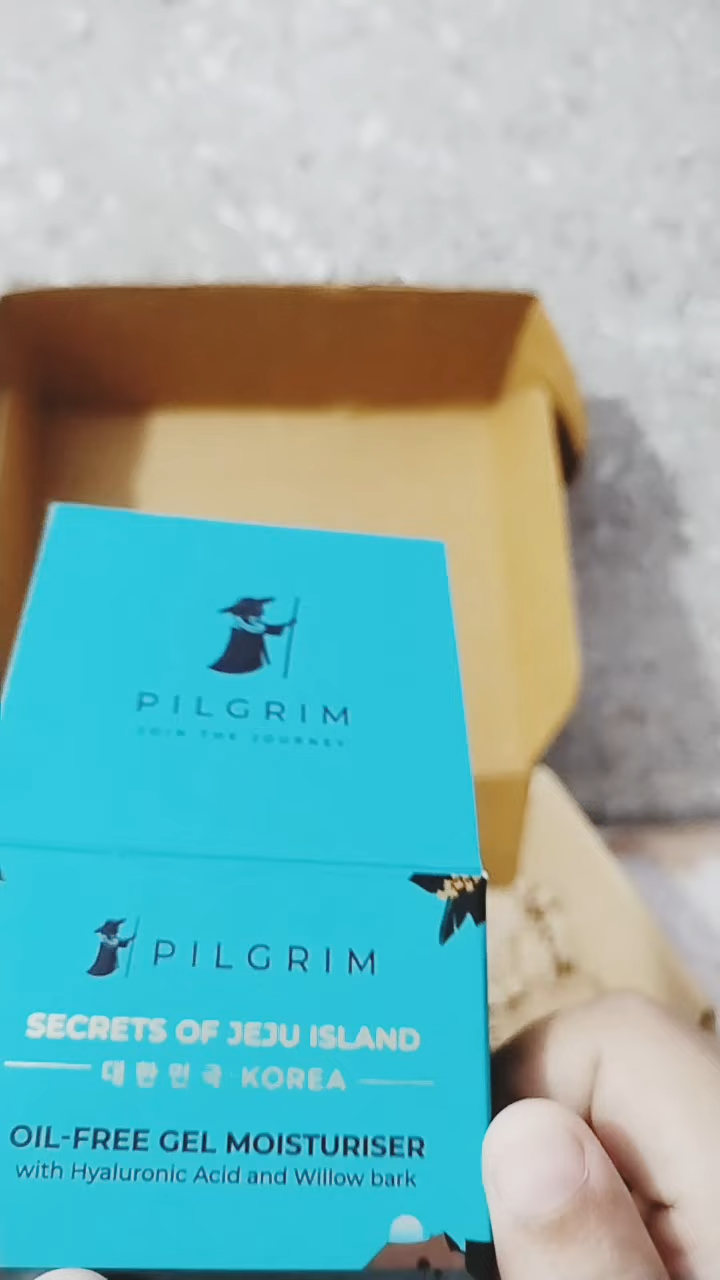 PILGRIM
JOIN THE JOURNEY
PILGRIM
SECRETS OF JEJU ISLAND
대한민국 KOREA
OIL-FREE GEL MOISTURISER
with Hyaluronic Acid and Willow bark